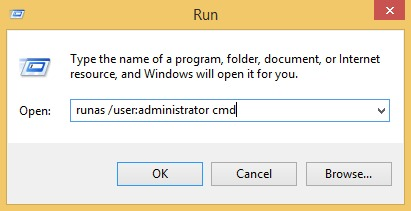 Run
Type the name of a program, folder, document, or Internet
resource, and Windows will open it for you.
Open: runas /user:administrator cmd
OK Cancel Browse...